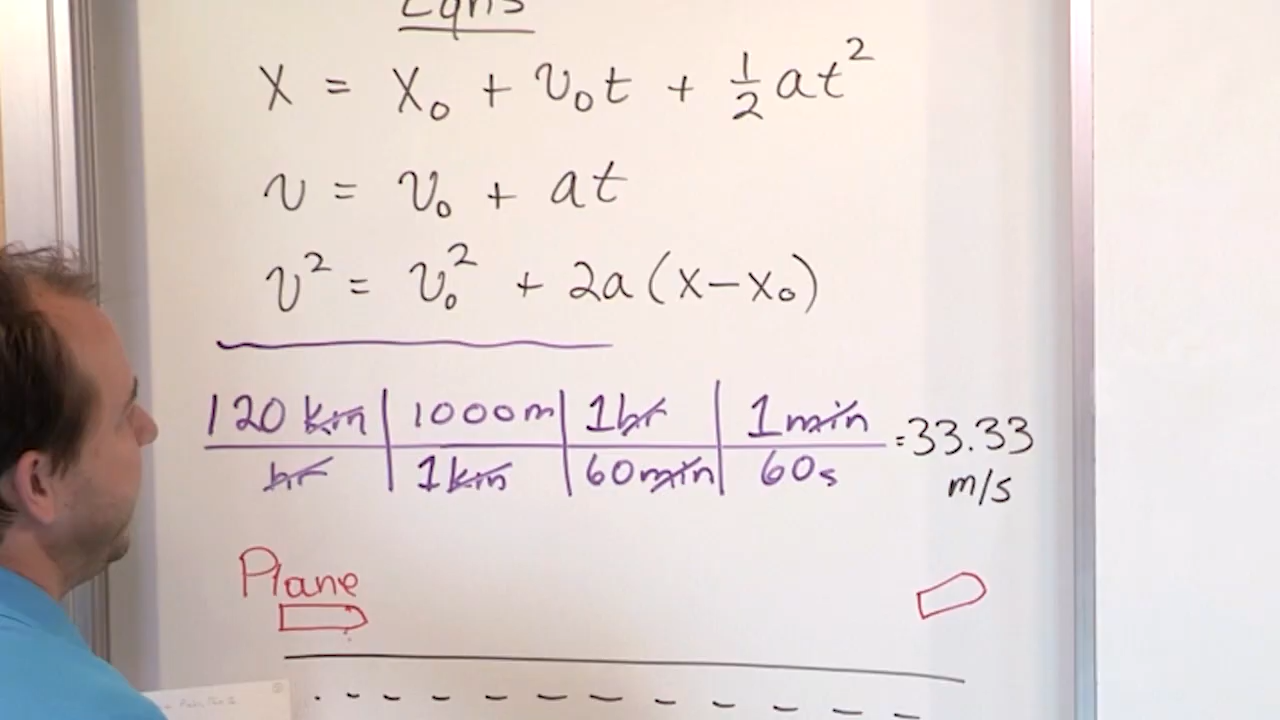 Eqns
x = x₀ + v₀t + ½at²
v = v₀ + at
v² = v₀² + 2a(x-x₀)
120 km | 1000m | 1hr | 1min = 33.33
hr | 1km | 60min | 60s m/s
Plane